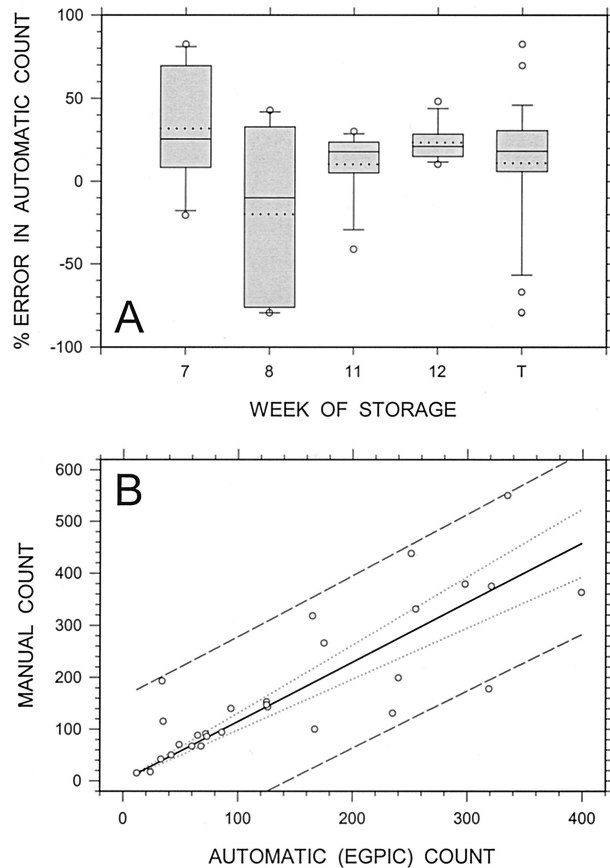 100
50
0
-50
-100
% ERROR IN AUTOMATIC COUNT
A
7 8 11 12 T
WEEK OF STORAGE
B
600
500
400
300
200
100
0
MANUAL COUNT
0 100 200 300 400
AUTOMATIC (EGPIC) COUNT